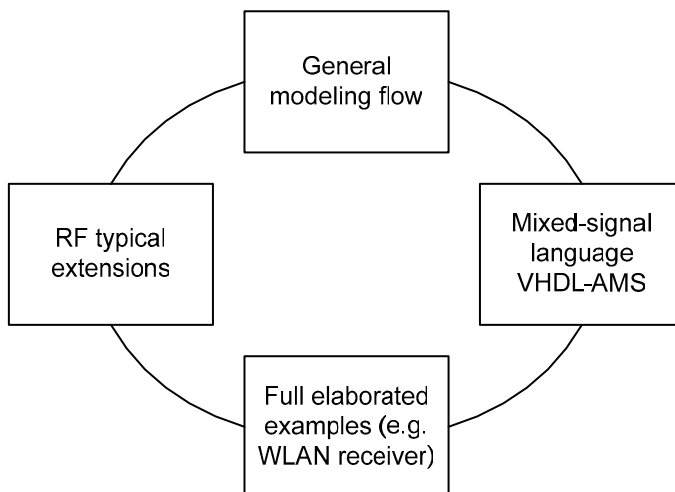 General
modeling flow
RF typical
extensions
Mixed-signal
language
VHDL-AMS
Full elaborated
examples (e.g.
WLAN receiver)